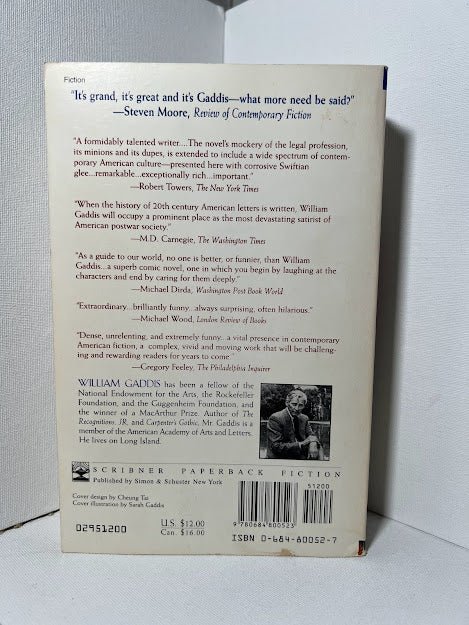 Fiction
"It's grand, it's great and it's Gaddis—what more need be said?"
—Steven Moore, Review of Contemporary Fiction
"A formidably talented writer....The novel's mockery of the legal profession,
its minions and its dupes, is extended to include a wide spectrum of contem-
porary American culture—presented here with corrosive Swiftian
glee...remarkable...exceptionally rich...important."
—Robert Towers, The New York Times
"When the history of 20th century American letters is written, William
Gaddis will occupy a prominent place as the most devastating satirist of
American postwar society."
—M.D. Carnegie, The Washington Times
"As a guide to our world, no one is better, or funnier, than William
Gaddis...a superb comic novel, one in which you begin by laughing at the
characters and end by caring for them deeply."
—Michael Dirda, Washington Post Book World
"Extraordinary...brilliantly funny...always surprising, often hilarious."
—Michael Wood, London Review of Books
"Dense, unrelenting, and extremely funny...a vital presence in contemporary
American fiction, a complex, vivid and moving work that will be challeng-
ing and rewarding readers for years to come"
—Gregory Feeley, The Philadelphia Inquirer
WILLIAM GADDIS has been a fellow of the
National Endowment for the Arts, the Rockefeller
Foundation, and the Guggenheim Foundation, and
the winner of a MacArthur Prize. Author of The
Recognitions, JR, and Carpenter's Gothic, Mr. Gaddis is a
member of the American Academy of Arts and Letters.
He lives on Long Island.
SCRIBNER PAPERBACK FICTION
Published by Simon & Schuster New York
Cover design by Cheung Tai
Cover illustration by Sarah Gaddis
02951200
U.S. $12.00
Can. $16.00
51200
9 780684 800523
ISBN 0-684-80052-7